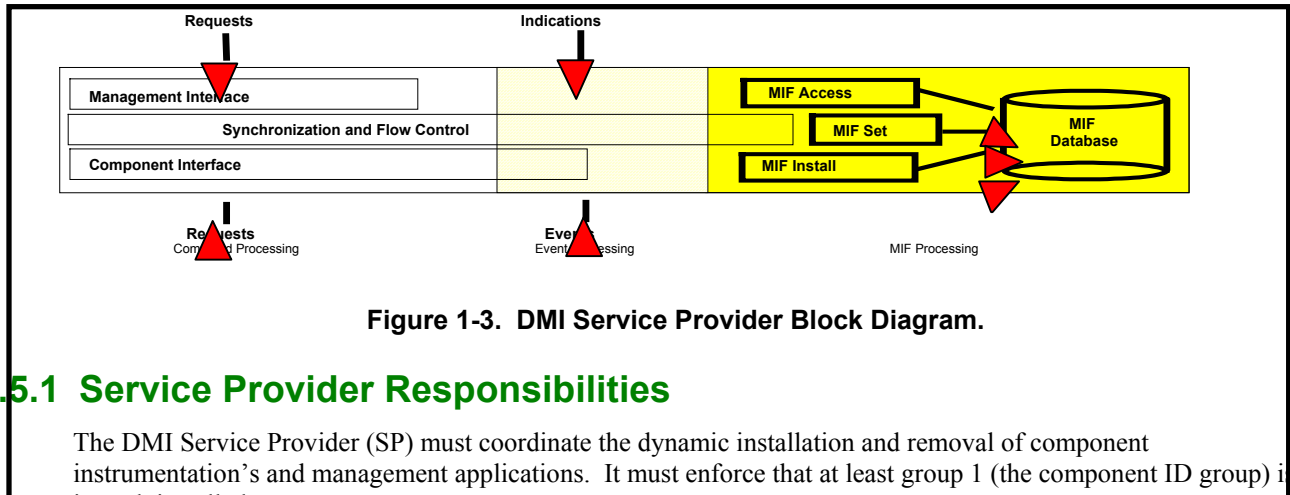 Requests
Indications
Management Interface
MIF Access
Synchronization and Flow Control
MIF Set
MIF Database
Component Interface
MIF Install
Requests
Events
Processing
MIF Processing
Figure 1-3. DMI Service Provider Block Diagram.
.5.1 Service Provider Responsibilities
The DMI Service Provider (SP) must coordinate the dynamic installation and removal of component
instrumentation’s and management applications. It must enforce that at least group 1 (the component ID group)